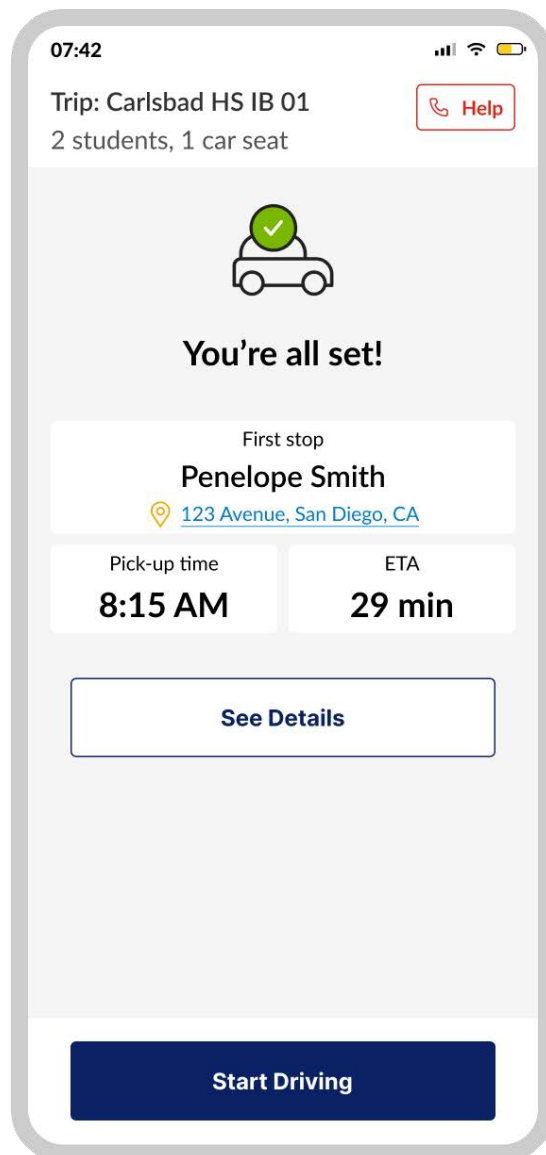 07:42
Trip: Carlsbad HS IB 01
Help
2 students, 1 car seat
You're all set!
First stop
Penelope Smith
123 Avenue, San Diego, CA
Pick-up time
ETA
8:15 AM
29 min
See Details
Start Driving